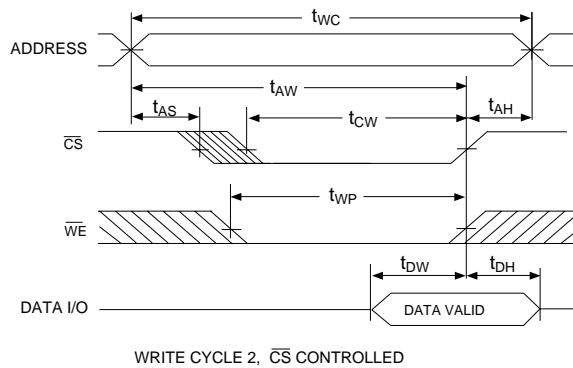 tWC
ADDRESS
tAW
tAS
tCW
tAH
CS
tWP
WE
tDW
tDH
DATA I/O
DATA VALID
WRITE CYCLE 2, CS CONTROLLED